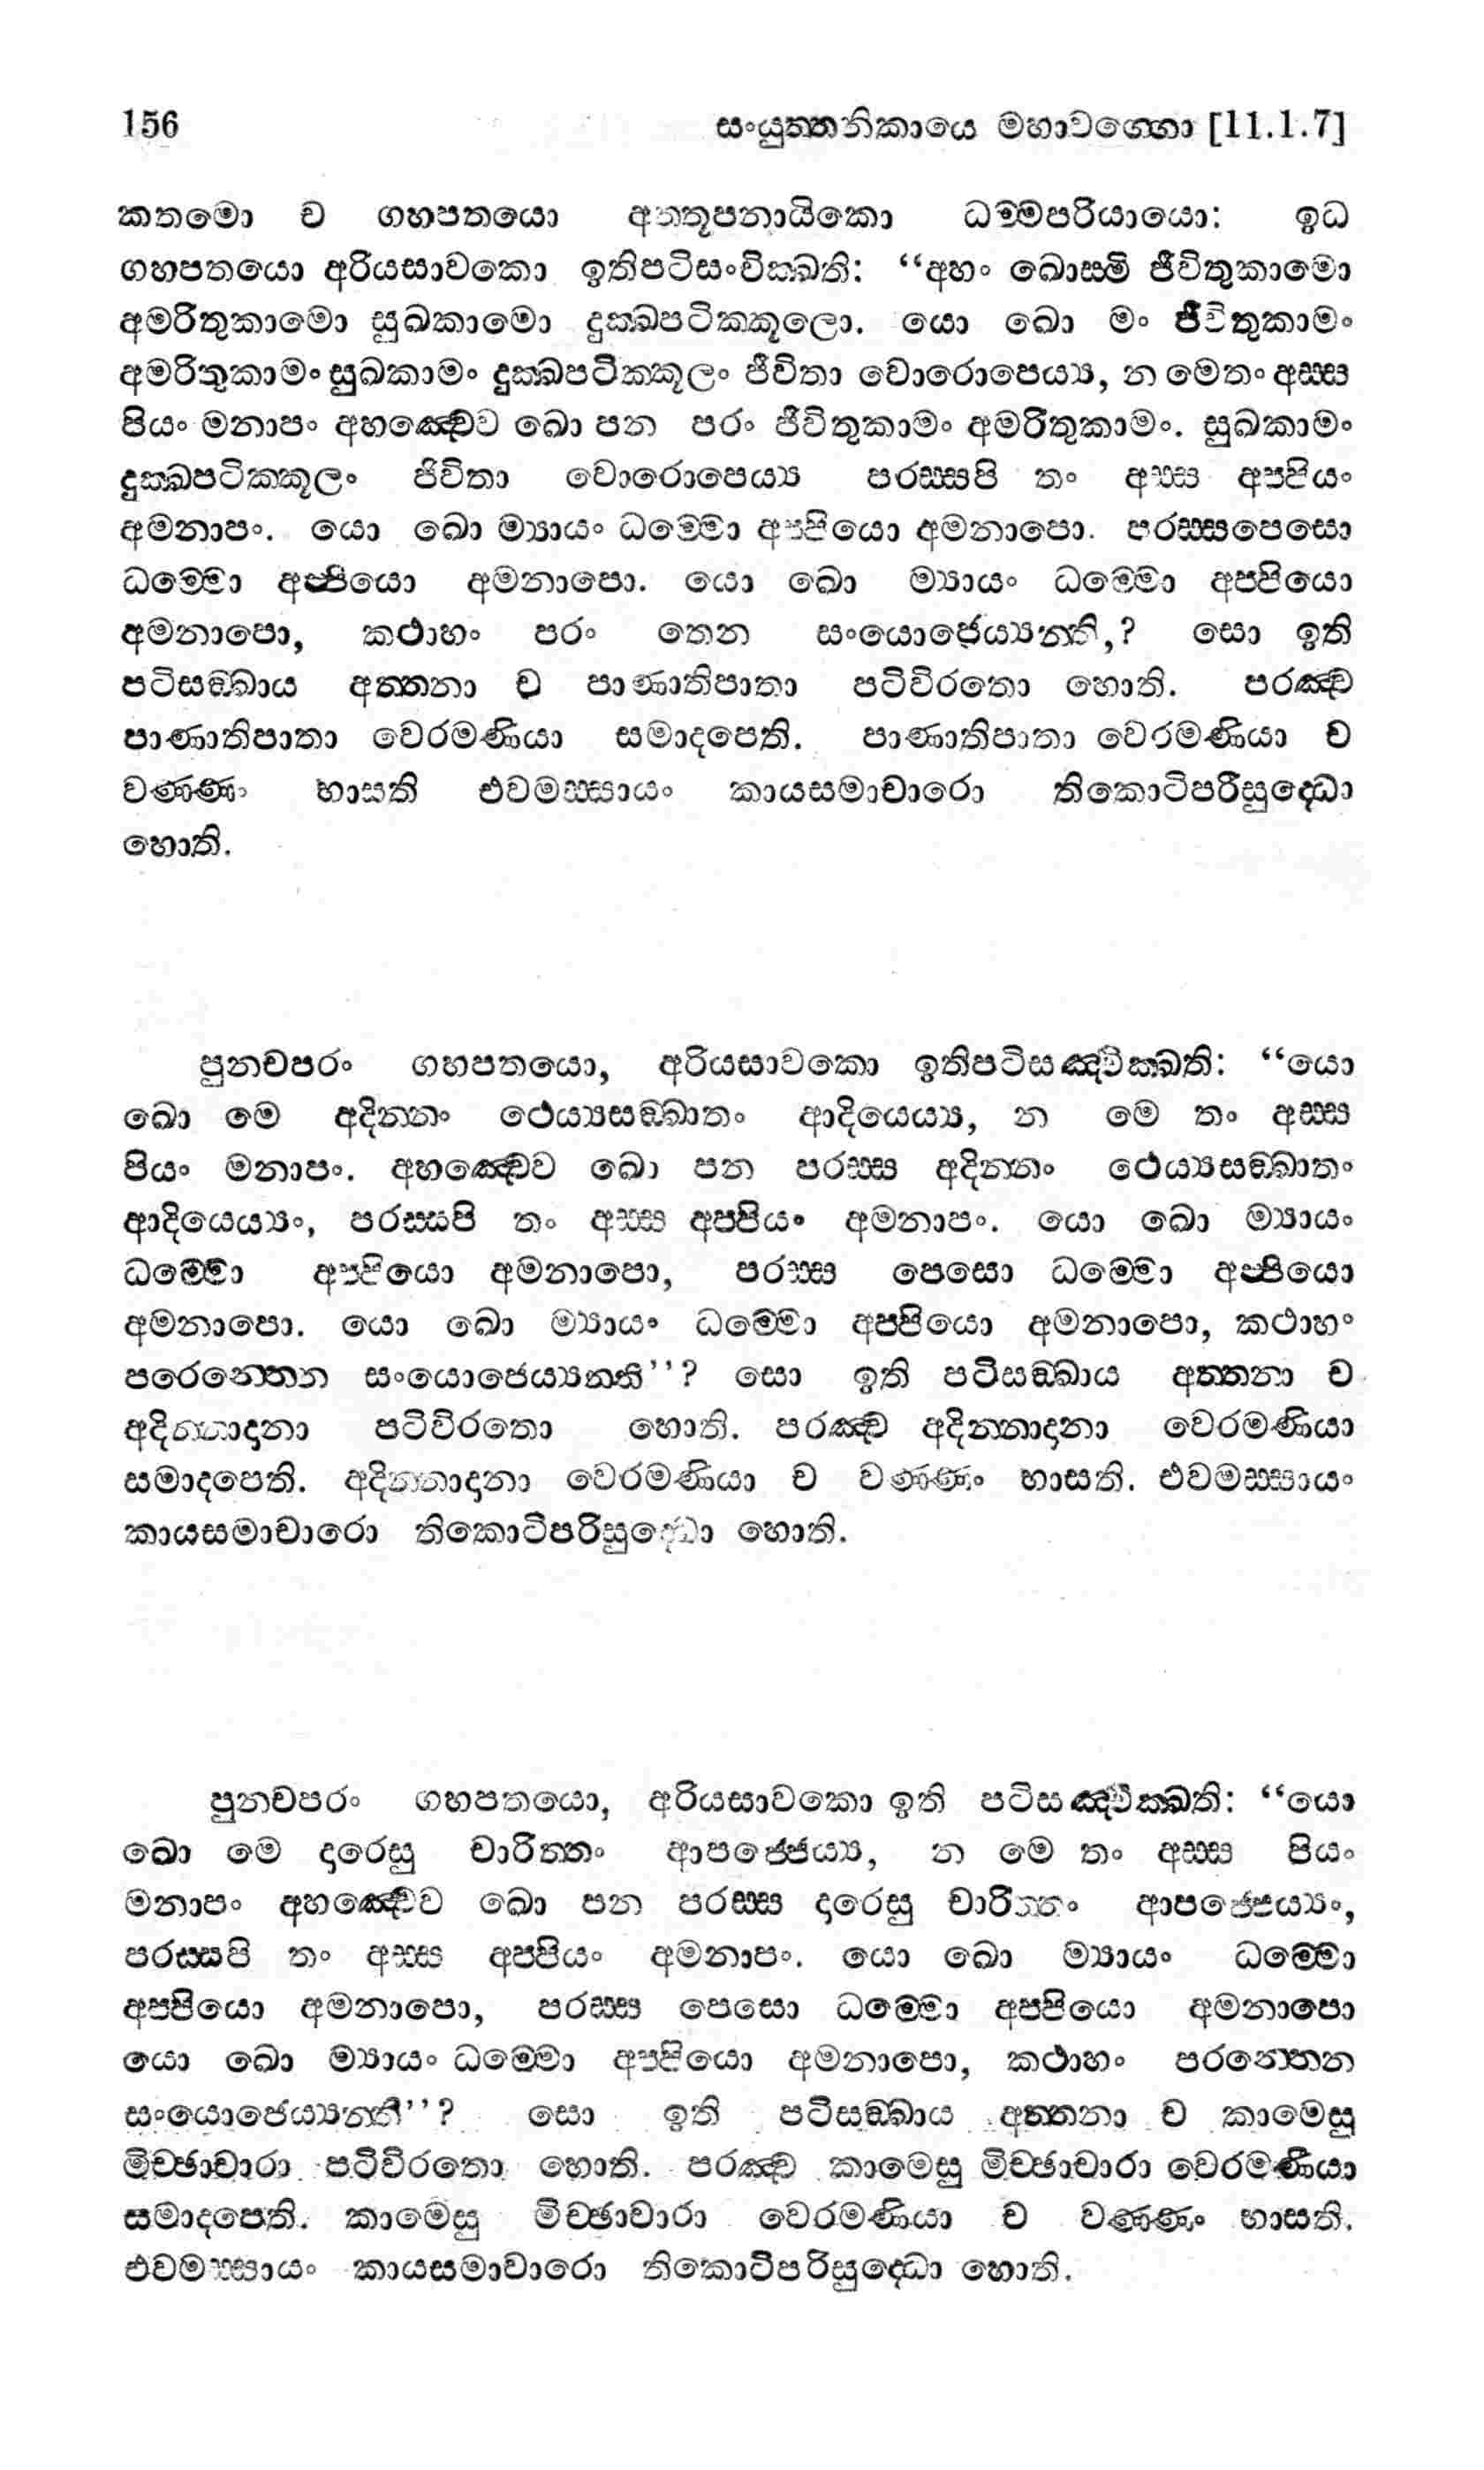 156 සංයුත්තනිකායෙ මහාවග්ගො [11.1.7]
කතමො ච ගහපතයො අත්තූපනායිකො ධම්මපරියායො: ඉධ
ගහපතයො අරියසාවකො ඉතිපටිසංචික්ඛති: “අහං ඛොස්මි ජීවිතුකාමො
අමරිතුකාමො සුඛකාමො දුක්ඛපටික්කූලො. යො ඛො මං ජීවිතුකාමං
අමරිතුකාමං සුඛකාමං දුක්ඛපටික්කූලං ජීවිතා වොරොපෙය්‍ය, න මෙතං අස්ස
පියං මනාපං අහඤ්චෙව ඛො පන පරං ජීවිතුකාමං අමරිතුකාමං. සුඛකාමං
දුක්ඛපටික්කූලං ජිවිතා වොරොපෙය්‍ය පරස්සපි තං අස්ස අප්පියං
අමනාපං. යො ඛො ම්‍යායං ධම්මො අප්පියො අමනාපො. පරස්සපෙසො
ධම්මො අප්පියො අමනාපො. යො ඛො ම්‍යායං ධම්මො අප්පියො
අමනාපො, කථාහං පරං තෙන සංයොජෙය්‍යන්ති,? සො ඉති
පටිසඞ්ඛාය අත්තනා ච පාණාතිපාතා පටිවිරතො හොති. පරඤ්ච
පාණාතිපාතා වෙරමණියා සමාදපෙති. පාණාතිපාතා වෙරමණියා ච
වණ්ණං භාසති එවමස්සායං කායසමාචාරො තිකොටිපරිසුද්ධො
හොති.
පුනචපරං ගහපතයො, අරියසාවකො ඉතිපටිසඤ්චික්ඛති: “යො
ඛො මෙ අදින්නං ථෙය්‍යසඞ්ඛාතං ආදියෙය්‍ය, න මෙ තං අස්ස
පියං මනාපං. අහඤ්චෙව ඛො පන පරස්ස අදින්නං ථෙය්‍යසඞ්ඛාතං
ආදියෙය්‍යං, පරස්සපි තං අස්ස අප්පියං අමනාපං. යො ඛො ම්‍යායං
ධම්මො අප්පියො අමනාපො, පරස්ස පෙසො ධම්මො අප්පියො
අමනාපො. යො ඛො ම්‍යායං ධම්මො අප්පියො අමනාපො, කථාහං
පරෙන්තෙන සංයොජෙය්‍යන්ති’’? සො ඉති පටිසඞ්ඛාය අත්තනා ච
අදින්නාදානා පටිවිරතො හොති. පරඤ්ච අදින්නාදානා වෙරමණියා
සමාදපෙති. අදින්නාදානා වෙරමණියා ච වණ්ණං භාසති. එවමස්සායං
කායසමාචාරො තිකොටිපරිසුද්ධො හොති.
පුනචපරං ගහපතයො, අරියසාවකො ඉති පටිසඤ්චික්ඛති: “යො
ඛො මෙ දාරෙසු චාරිත්තං ආපජ්ජෙය්‍ය, න මෙ තං අස්ස පියං
මනාපං අහඤ්චෙව ඛො පන පරස්ස දාරෙසු චාරිත්තං ආපජ්ජෙය්‍යං,
පරස්සපි තං අස්ස අප්පියං අමනාපං. යො ඛො ම්‍යායං ධම්මො
අප්පියො අමනාපො, පරස්ස පෙසො ධම්මො අප්පියො අමනාපො
යො ඛො ම්‍යායං ධම්මො අප්පියො අමනාපො, කථාහං පරන්තෙන
සංයොජෙය්‍යන්ති’’? සො ඉති පටිසඞ්ඛාය අත්තනා ච කාමෙසු
මිච්ඡාචාරා පටිවිරතො හොති. පරඤ්ච කාමෙසු මිච්ඡාචාරා වෙරමණියා
සමාදපෙති. කාමෙසු මිච්ඡාචාරා වෙරමණියා ච වණ්ණං භාසති.
එවමස්සායං කායසමාචාරො තිකොටිපරිසුද්ධො හොති.